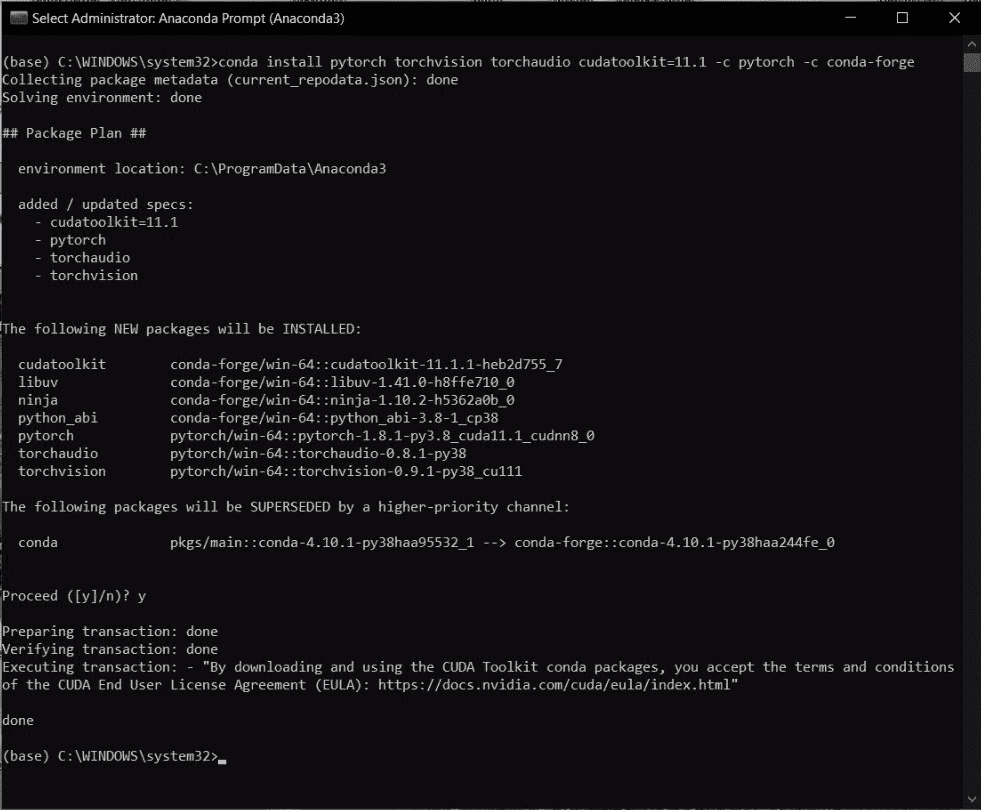 Select Administrator: Anaconda Prompt (Anaconda3)
(base) C:\WINDOWS\system32>conda install pytorch torchvision torchaudio cudatoolkit=11.1 -c pytorch -c conda-forge
Collecting package metadata (current_repodata.json): done
Solving environment: done
## Package Plan ##
environment location: C:\ProgramData\Anaconda3
added / updated specs:
- cudatoolkit=11.1
- pytorch
- torchaudio
- torchvision
The following NEW packages will be INSTALLED:
cudatoolkit conda-forge/win-64::cudatoolkit-11.1.1-heb2d755_7
libuv conda-forge/win-64::libuv-1.41.0-h8ffe710_0
ninja conda-forge/win-64::ninja-1.10.2-h5362a0b_0
python_abi conda-forge/win-64::python_abi-3.8-1_cp38
pytorch pytorch/win-64::pytorch-1.8.1-py3.8_cuda11.1_cudnn8_0
torchaudio pytorch/win-64::torchaudio-0.8.1-py38
torchvision pytorch/win-64::torchvision-0.9.1-py38_cu111
The following packages will be SUPERSEDED by a higher-priority channel:
conda pkgs/main::conda-4.10.1-py38haa95532_1 --> conda-forge::conda-4.10.1-py38haa244fe_0
Proceed ([y]/n)? y
Preparing transaction: done
Verifying transaction: done
Executing transaction: - "By downloading and using the CUDA Toolkit conda packages, you accept the terms and conditions
of the CUDA End User License Agreement (EULA): https://docs.nvidia.com/cuda/eula/index.html"
done
(base) C:\WINDOWS\system32>